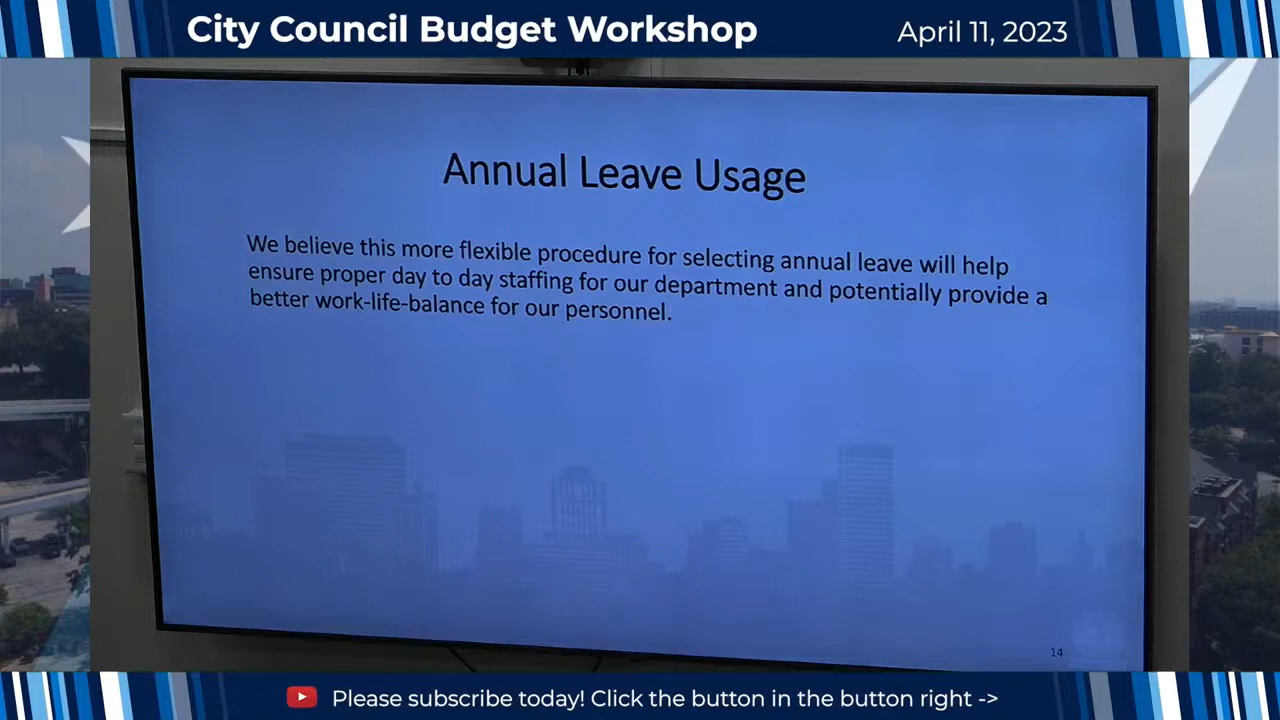 City Council Budget Workshop
April 11, 2023
Annual Leave Usage
We believe this more flexible procedure for selecting annual leave will help
ensure proper day to day staffing for our department and potentially provide a
better work-life-balance for our personnel.
14
Please subscribe today! Click the button in the button right ->